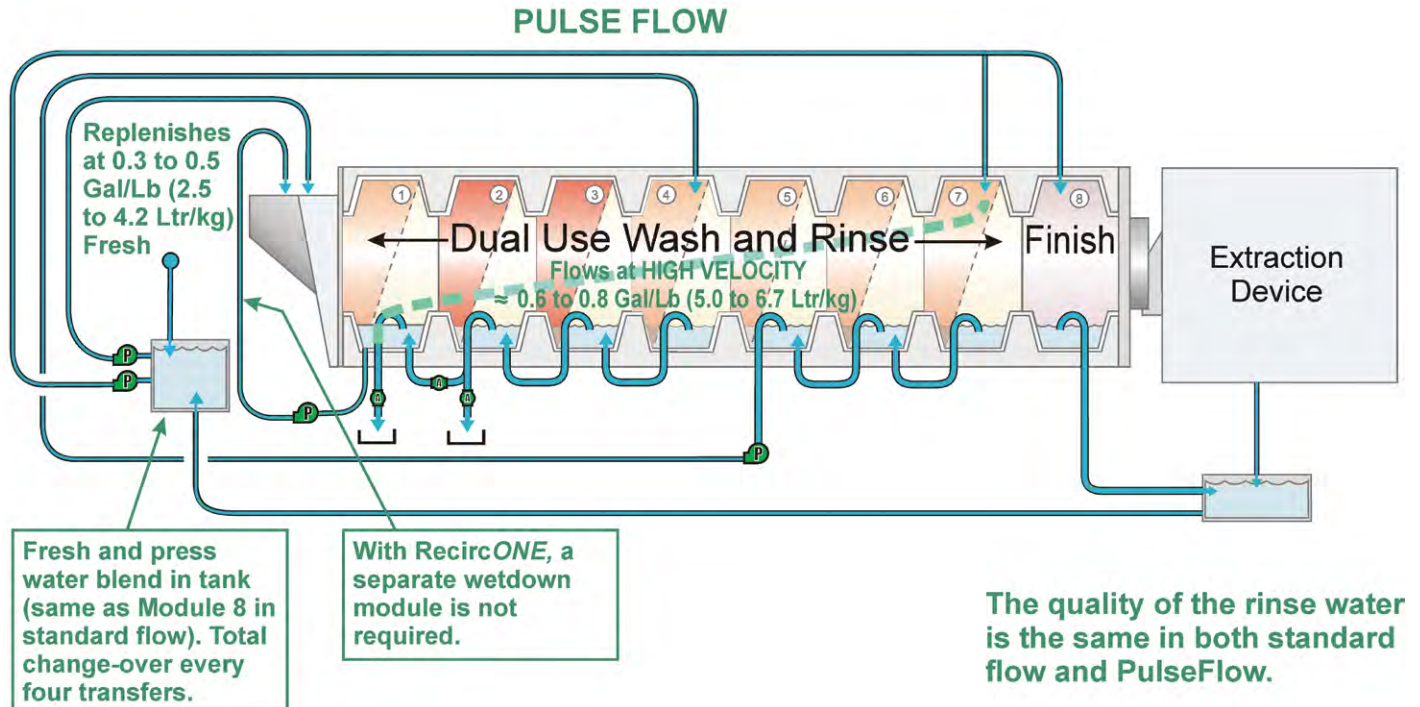 PULSE FLOW
Replenishes
at 0.3 to 0.5
Gal/Lb (2.5
to 4.2 Ltr/kg)
Fresh
1
2
3
4
5
6
7
8
Dual Use Wash and Rinse
Finish
Flows at HIGH VELOCITY
≈ 0.6 to 0.8 Gal/Lb (5.0 to 6.7 Ltr/kg)
Extraction
Device
P
P
P
A
A
A
P
Fresh and press
water blend in tank
(same as Module 8 in
standard flow). Total
change-over every
four transfers.
With RecircONE, a
separate wetdown
module is not
required.
The quality of the rinse water
is the same in both standard
flow and PulseFlow.